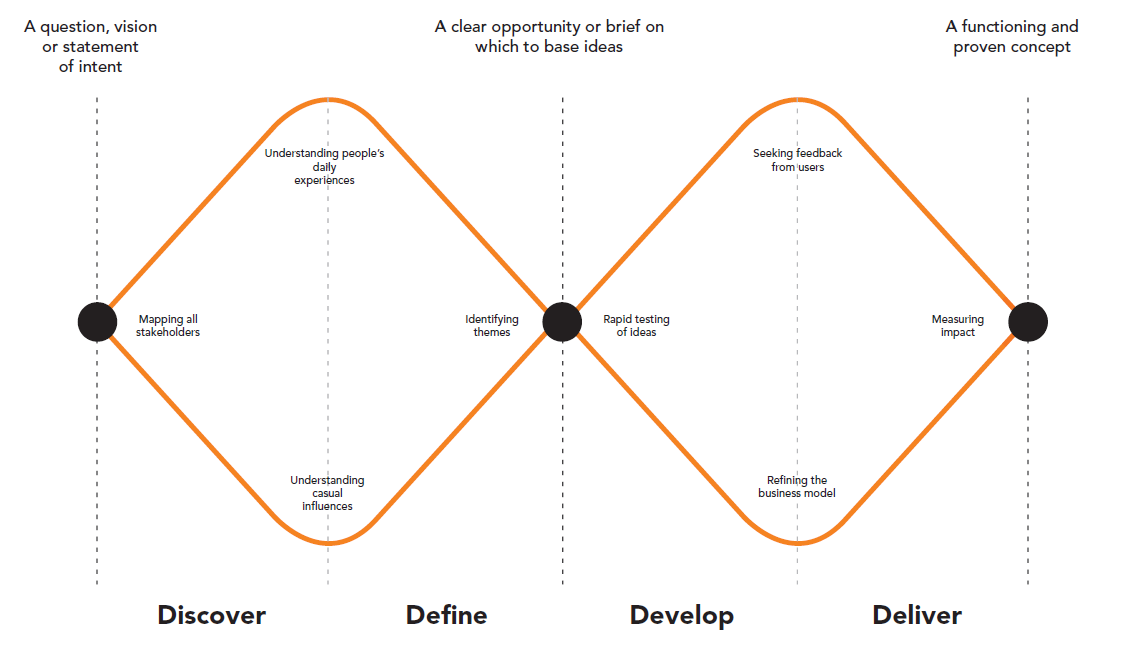 A question, vision
or statement
of intent
A clear opportunity or brief on
which to base ideas
A functioning and
proven concept
Understanding people's
daily
experiences
Seeking feedback
from users
Mapping all
stakeholders
Identifying
themes
Rapid testing
of ideas
Measuring
impact
Understanding
casual
influences
Refining the
business model
Discover
Define
Develop
Deliver